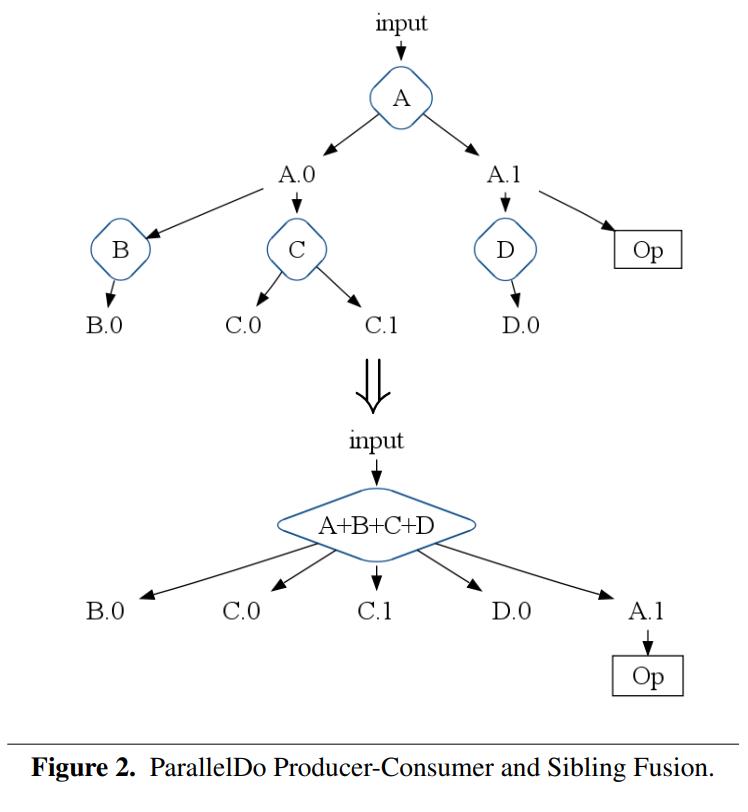 input
A
A.0 A.1
B C D Op
B.0 C.0 C.1 D.0
input
A+B+C+D
B.0 C.0 C.1 D.0 A.1
Op
Figure 2. ParallelDo Producer-Consumer and Sibling Fusion.